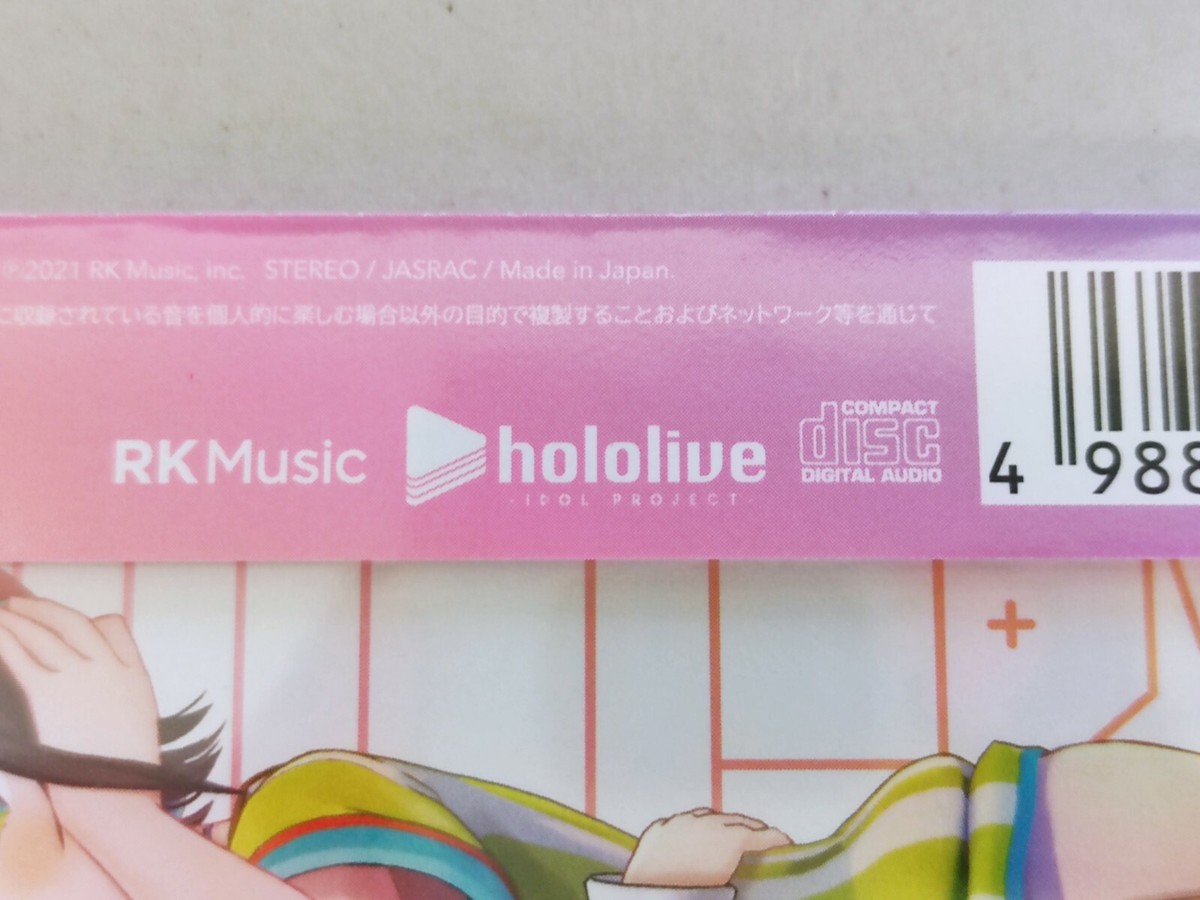 ℗2021 RK Music, inc. STEREO / JASRAC / Made in Japan.
に収録されている音を個人的に楽しむ場合以外の目的で複製することおよびネットワーク等を通じて
RK Music
hololive
- IDOL PROJECT -
COMPACT
disc
DIGITAL AUDIO
4 988